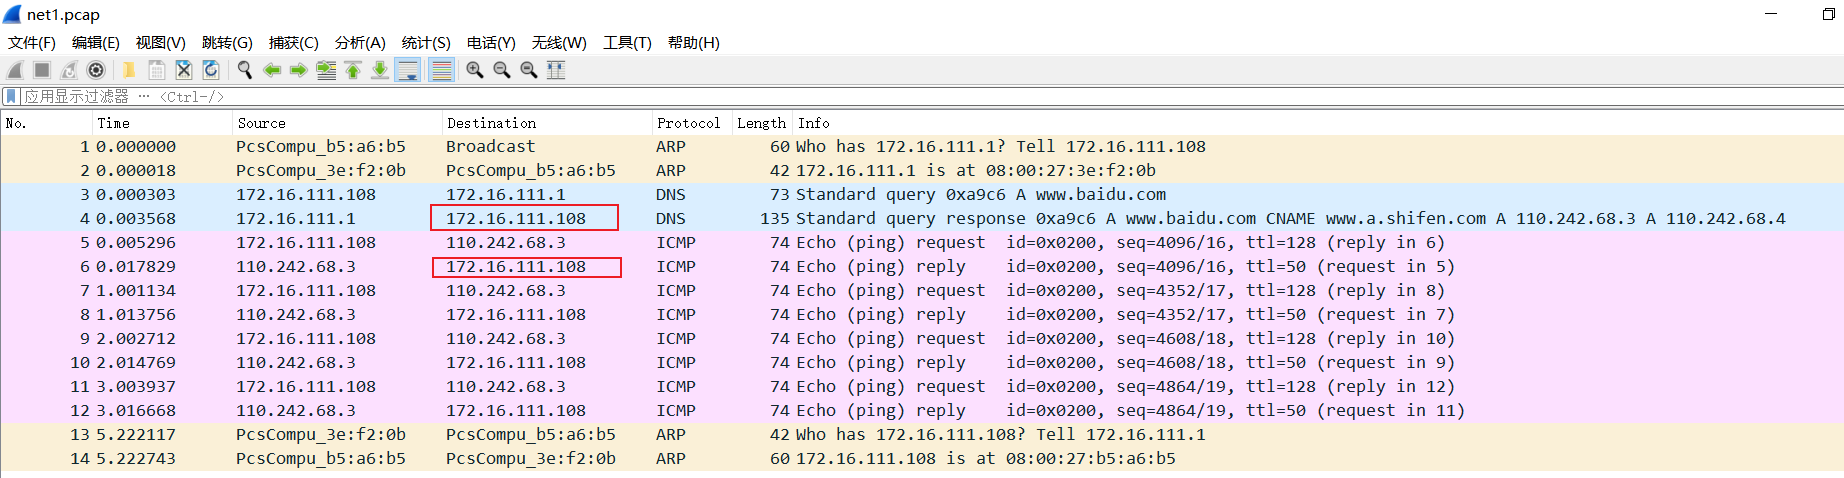 net1.pcap
文件(F) 编辑(E) 视图(V) 跳转(G) 捕获(C) 分析(A) 统计(S) 电话(Y) 无线(W) 工具(T) 帮助(H)
应用显示过滤器 … <Ctrl-/>
No. Time Source Destination Protocol Length Info
1 0.000000 PcsCompu_b5:a6:b5 Broadcast ARP 60 Who has 172.16.111.1? Tell 172.16.111.108
2 0.000018 PcsCompu_3e:f2:0b PcsCompu_b5:a6:b5 ARP 42 172.16.111.1 is at 08:00:27:3e:f2:0b
3 0.000303 172.16.111.108 172.16.111.1 DNS 73 Standard query 0xa9c6 A www.baidu.com
4 0.003568 172.16.111.1 172.16.111.108 DNS 135 Standard query response 0xa9c6 A www.baidu.com CNAME www.a.shifen.com A 110.242.68.3 A 110.242.68.4
5 0.005296 172.16.111.108 110.242.68.3 ICMP 74 Echo (ping) request id=0x0200, seq=4096/16, ttl=128 (reply in 6)
6 0.017829 110.242.68.3 172.16.111.108 ICMP 74 Echo (ping) reply id=0x0200, seq=4096/16, ttl=50 (request in 5)
7 1.001134 172.16.111.108 110.242.68.3 ICMP 74 Echo (ping) request id=0x0200, seq=4352/17, ttl=128 (reply in 8)
8 1.013756 110.242.68.3 172.16.111.108 ICMP 74 Echo (ping) reply id=0x0200, seq=4352/17, ttl=50 (request in 7)
9 2.002712 172.16.111.108 110.242.68.3 ICMP 74 Echo (ping) request id=0x0200, seq=4608/18, ttl=128 (reply in 10)
10 2.014769 110.242.68.3 172.16.111.108 ICMP 74 Echo (ping) reply id=0x0200, seq=4608/18, ttl=50 (request in 9)
11 3.003937 172.16.111.108 110.242.68.3 ICMP 74 Echo (ping) request id=0x0200, seq=4864/19, ttl=128 (reply in 12)
12 3.016668 110.242.68.3 172.16.111.108 ICMP 74 Echo (ping) reply id=0x0200, seq=4864/19, ttl=50 (request in 11)
13 5.222117 PcsCompu_3e:f2:0b PcsCompu_b5:a6:b5 ARP 42 Who has 172.16.111.108? Tell 172.16.111.1
14 5.222743 PcsCompu_b5:a6:b5 PcsCompu_3e:f2:0b ARP 60 172.16.111.108 is at 08:00:27:b5:a6:b5